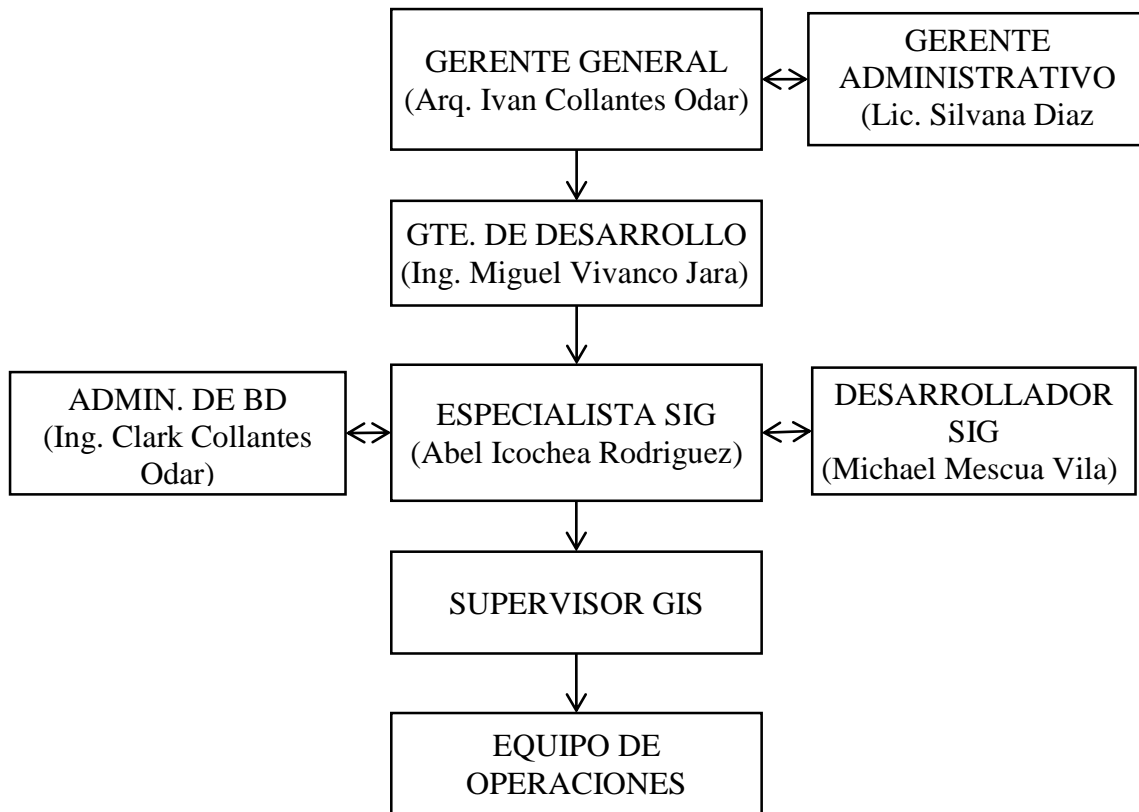 GERENTE GENERAL
(Arq. Ivan Collantes Odar)
GERENTE
ADMINISTRATIVO
(Lic. Silvana Diaz
GTE. DE DESARROLLO
(Ing. Miguel Vivanco Jara)
ADMIN. DE BD
(Ing. Clark Collantes
Odar)
ESPECIALISTA SIG
(Abel Icochea Rodriguez)
DESARROLLADOR
SIG
(Michael Mescua Vila)
SUPERVISOR GIS
EQUIPO DE
OPERACIONES